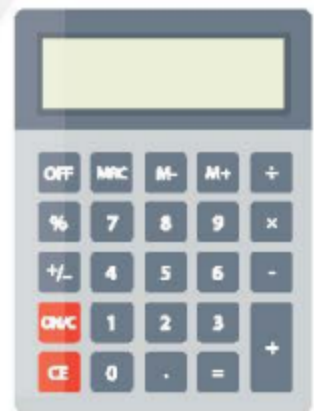 OFF MRC M- M+ ÷
% 7 8 9 ×
+/- 4 5 6 -
ON/C 1 2 3
+
CE 0 . =